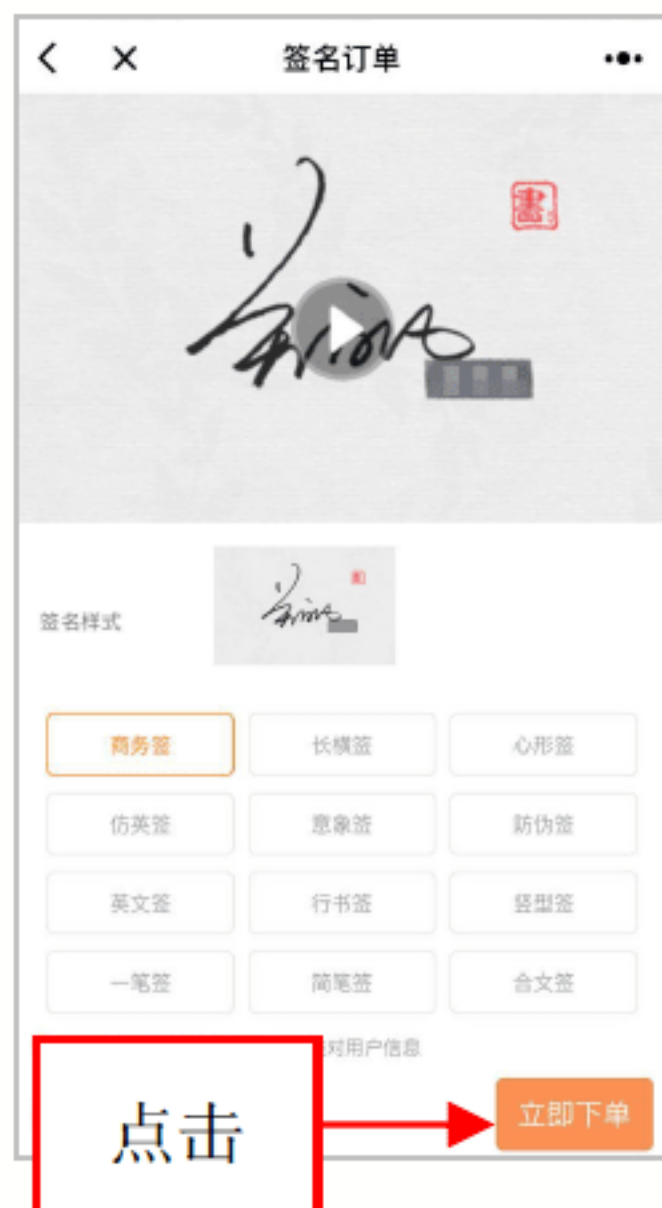 签名订单
書
签名样式
商务签 长横签 心形签
仿英签 意象签 防伪签
英文签 行书签 竖型签
一笔签 简笔签 合文签
对用户信息
点击
立即下单